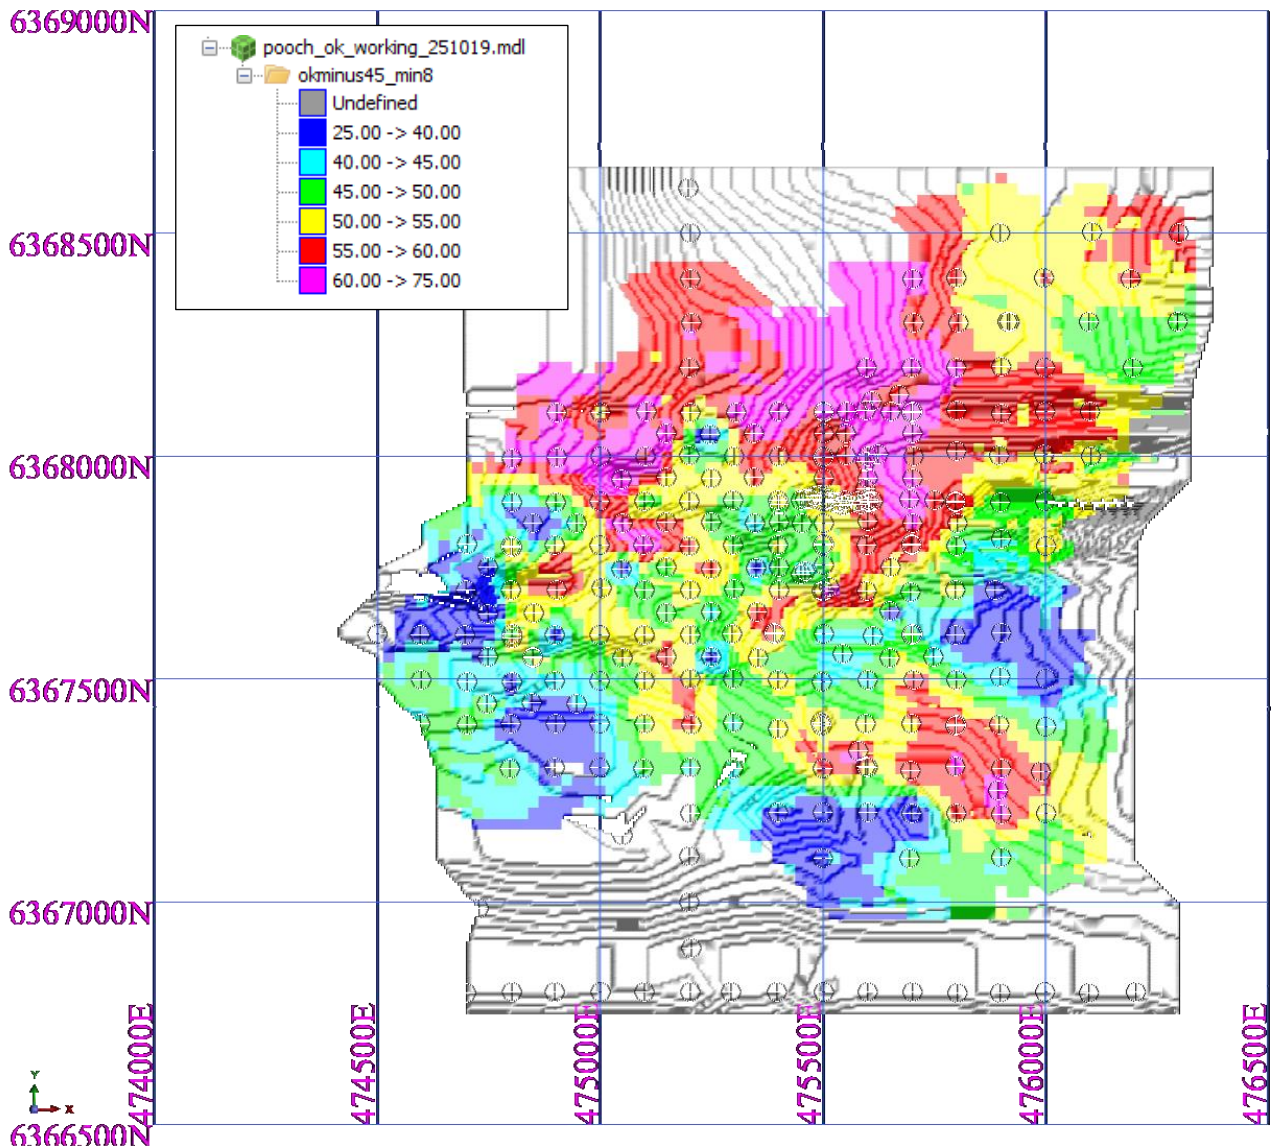 6369000N
pooch_ok_working_251019.mdl
okminus45_min8
Undefined
25.00 -> 40.00
40.00 -> 45.00
45.00 -> 50.00
50.00 -> 55.00
55.00 -> 60.00
60.00 -> 75.00
6368500N
6368000N
6367500N
6367000N
6366500N
474000E
474500E
475000E
475500E
476000E
476500E
Y
X